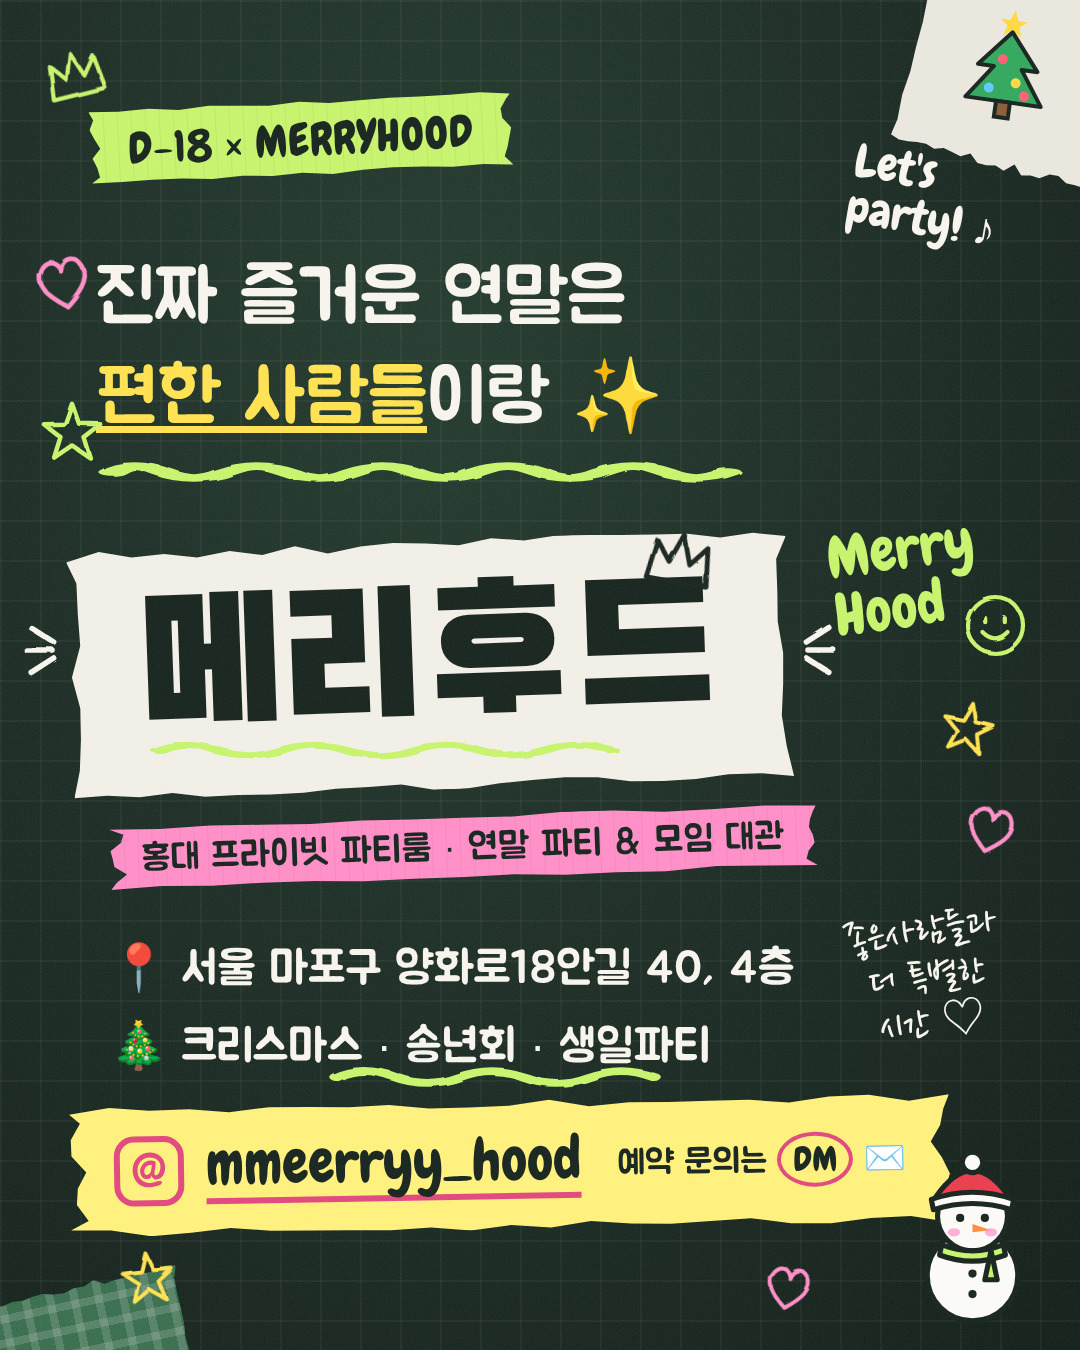 D-18 × MERRYHOOD
Let's
party! ♪
진짜 즐거운 연말은
편한 사람들이랑 ✨
메리후드
Merry
Hood
홍대 프라이빗 파티룸 · 연말 파티 & 모임 대관
📍 서울 마포구 양화로18안길 40, 4층
🎄 크리스마스 · 송년회 · 생일파티
좋은사람들과
더 특별한
시간 ♡
@ mmeerryy_hood 예약 문의는 DM ✉️